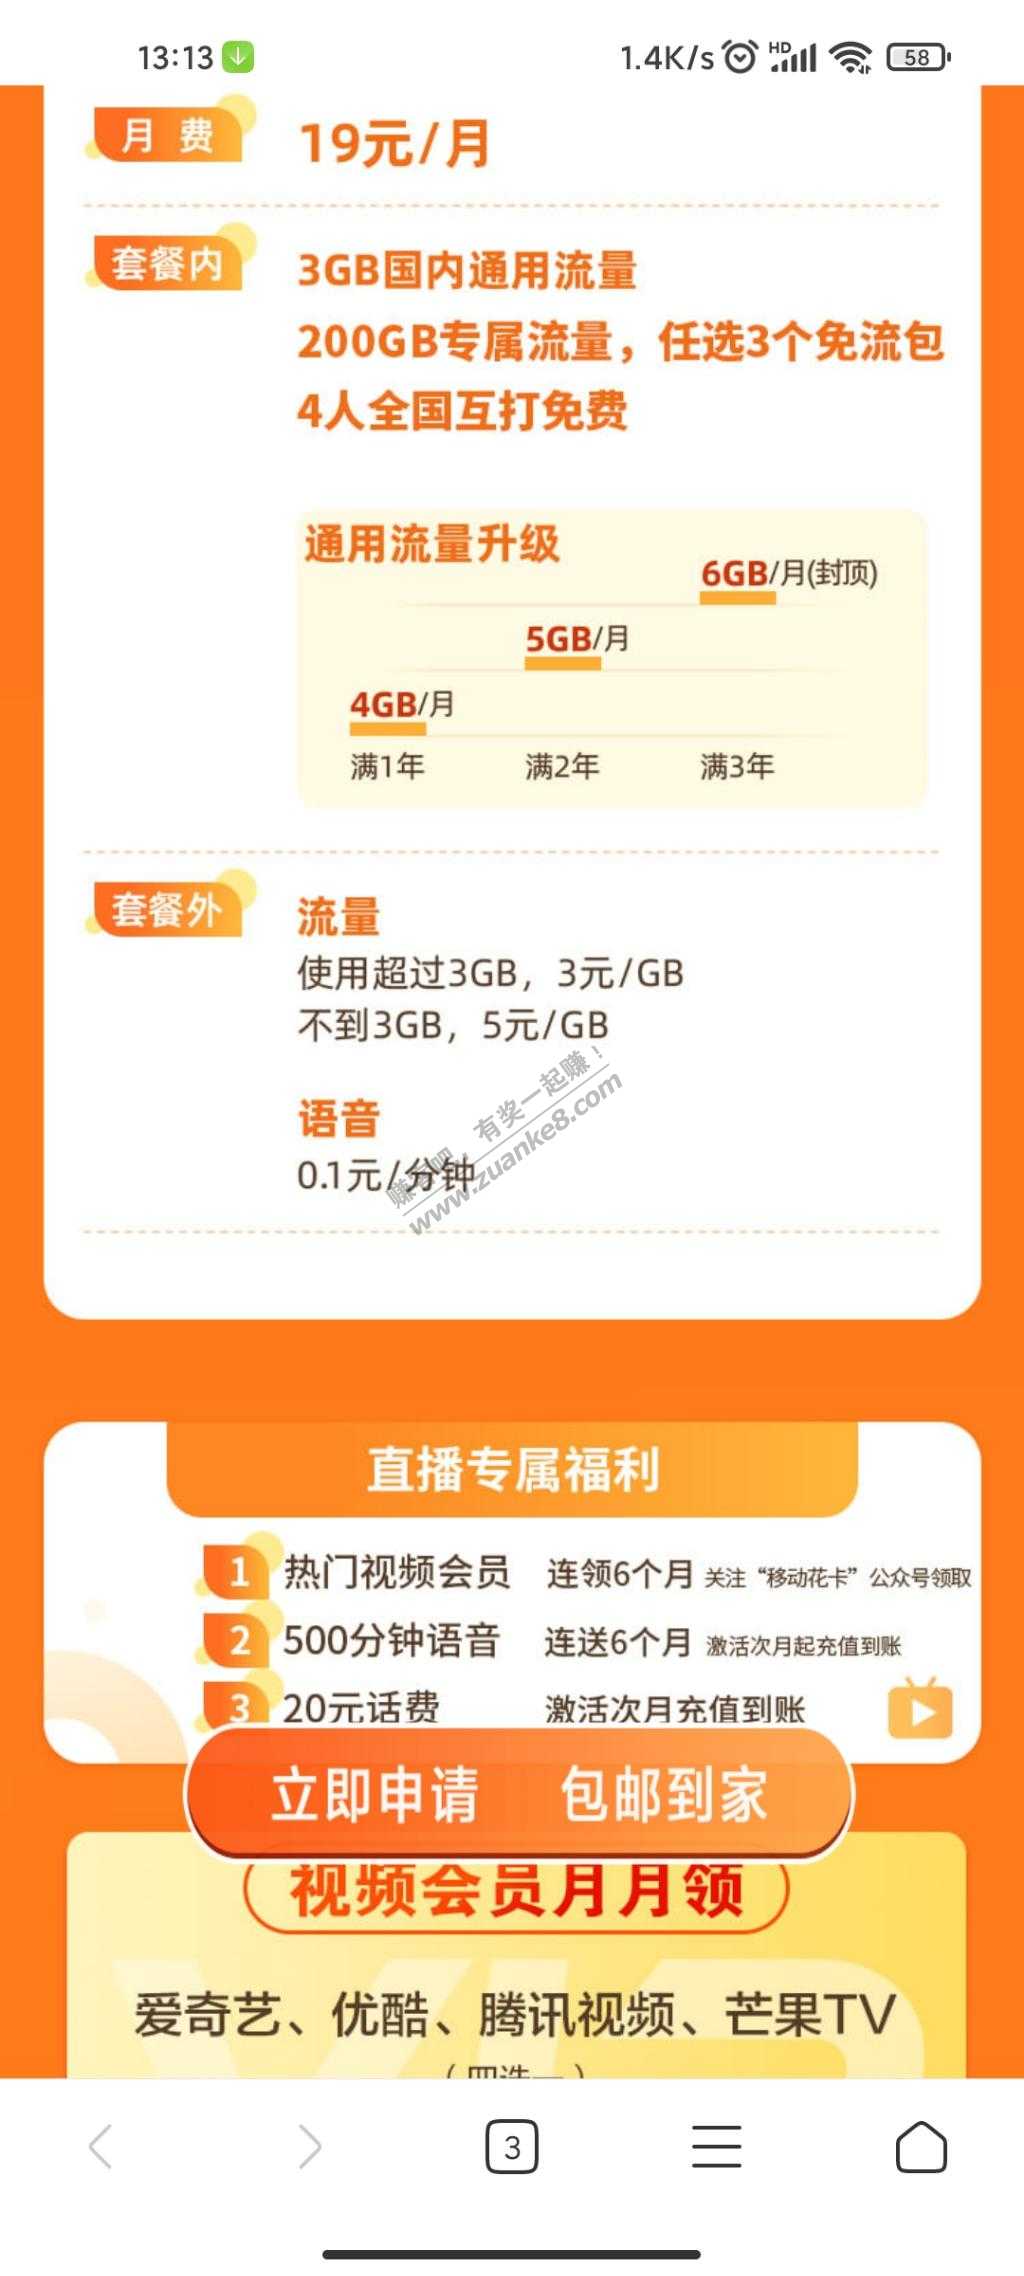 13:13
1.4K/s
HD
58
月 费
19元/月
套餐内
3GB国内通用流量
200GB专属流量，任选3个免流包
4人全国互打免费
通用流量升级
6GB/月(封顶)
5GB/月
4GB/月
满1年 满2年 满3年
套餐外
流量
使用超过3GB，3元/GB
不到3GB，5元/GB
语音
0.1元/分钟
赚客吧，有奖一起赚！
www.zuanke8.com
直播专属福利
1 热门视频会员 连领6个月 关注“移动花卡”公众号领取
2 500分钟语音 连送6个月 激活次月起充值到账
3 20元话费 激活次月充值到账
立即申请 包邮到家
视频会员月月领
VIP
爱奇艺、优酷、腾讯视频、芒果TV
（四选一）
3